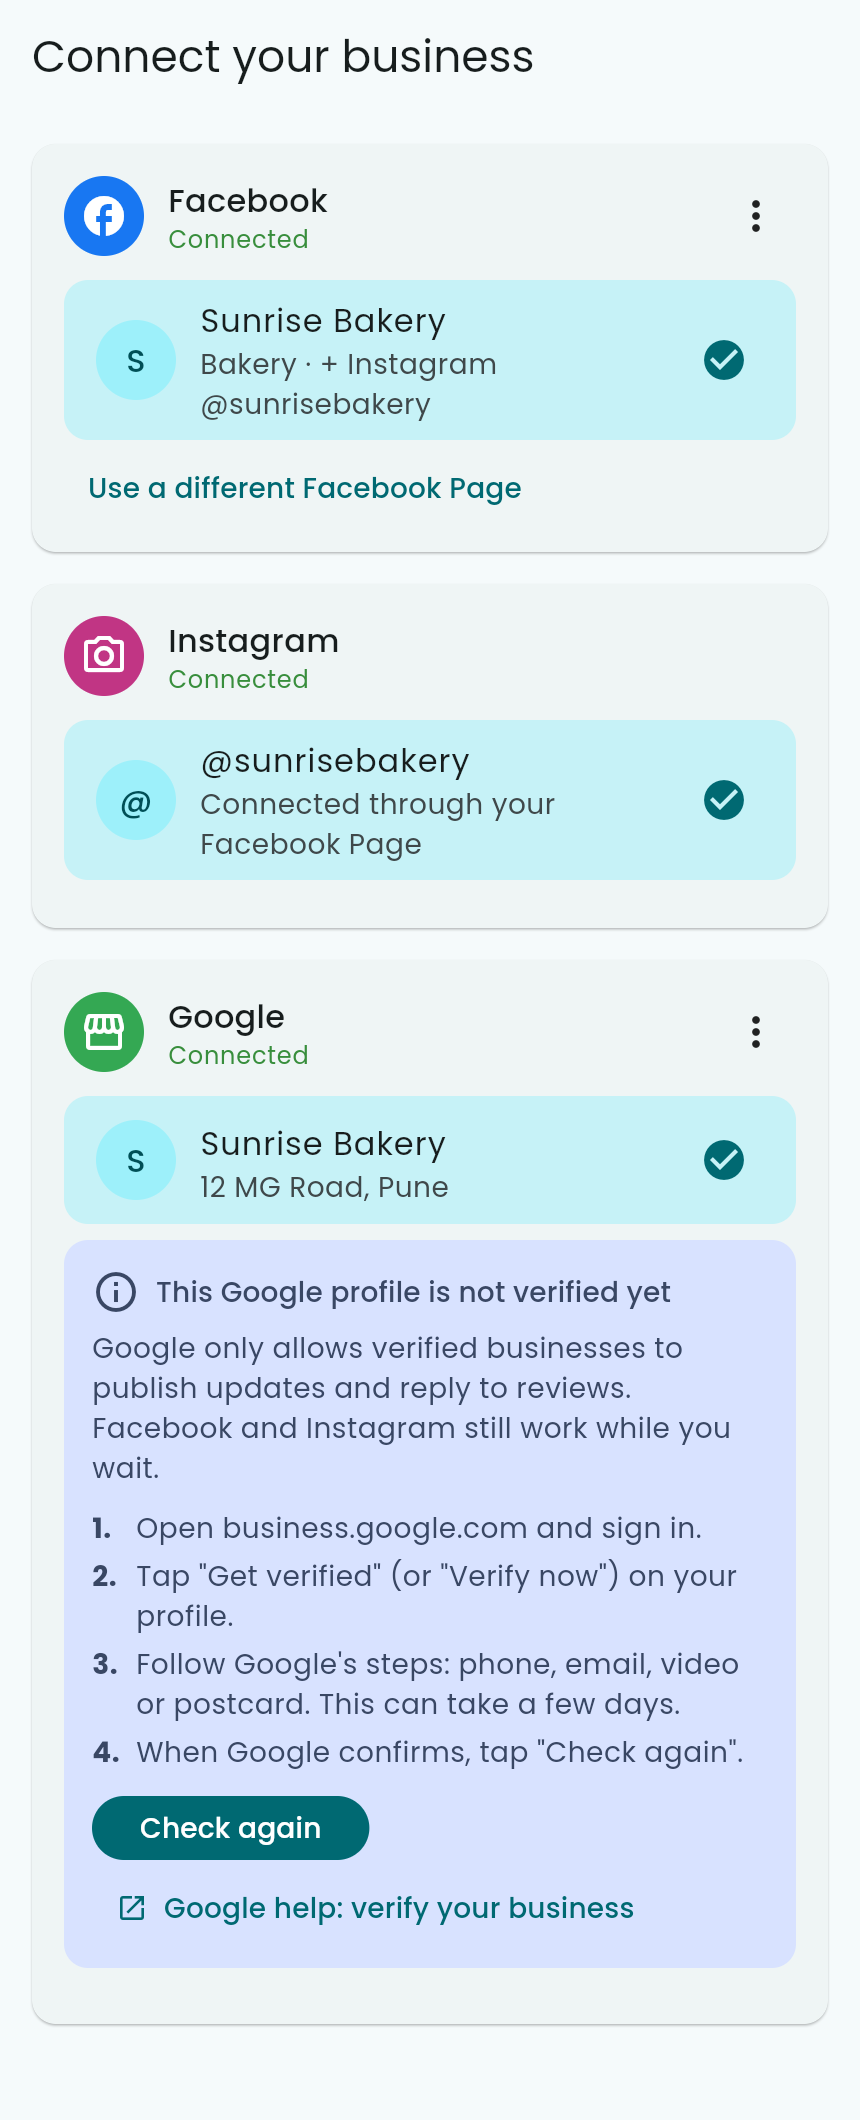 Connect your business
Facebook
Connected
S
Sunrise Bakery
Bakery · + Instagram
@sunrisebakery
Use a different Facebook Page
Instagram
Connected
@
@sunrisebakery
Connected through your
Facebook Page
Google
Connected
S
Sunrise Bakery
12 MG Road, Pune
This Google profile is not verified yet
Google only allows verified businesses to
publish updates and reply to reviews.
Facebook and Instagram still work while you
wait.
1. Open business.google.com and sign in.
2. Tap "Get verified" (or "Verify now") on your
profile.
3. Follow Google's steps: phone, email, video
or postcard. This can take a few days.
4. When Google confirms, tap "Check again".
Check again
Google help: verify your business